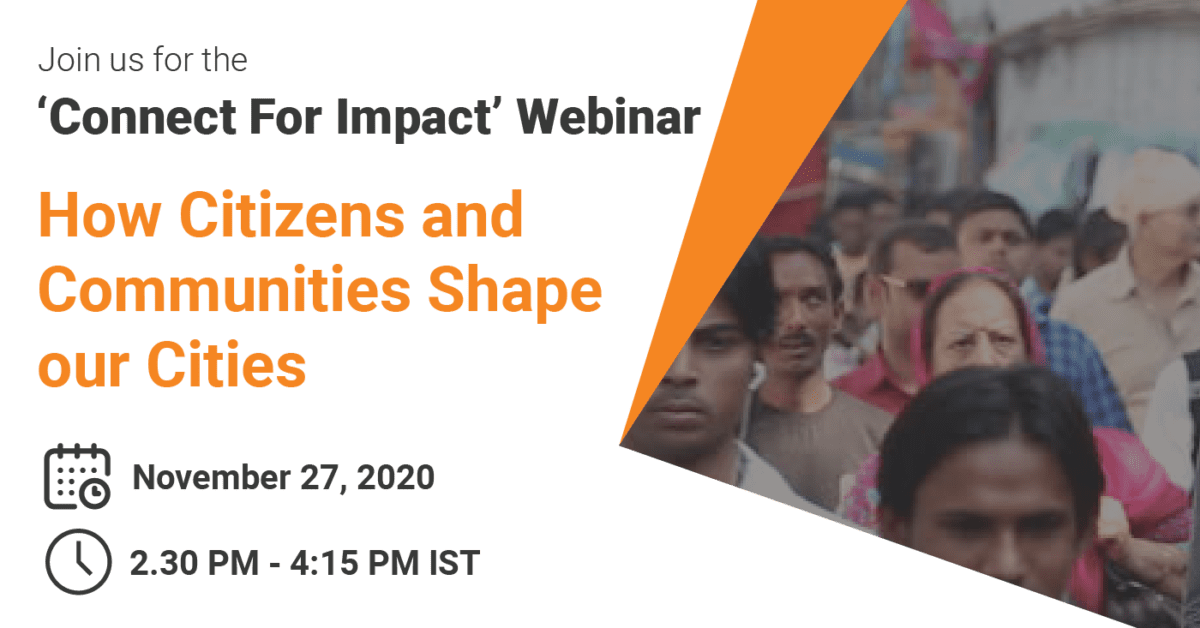 Join us for the
‘Connect For Impact’ Webinar
How Citizens and
Communities Shape
our Cities
November 27, 2020
2.30 PM - 4:15 PM IST